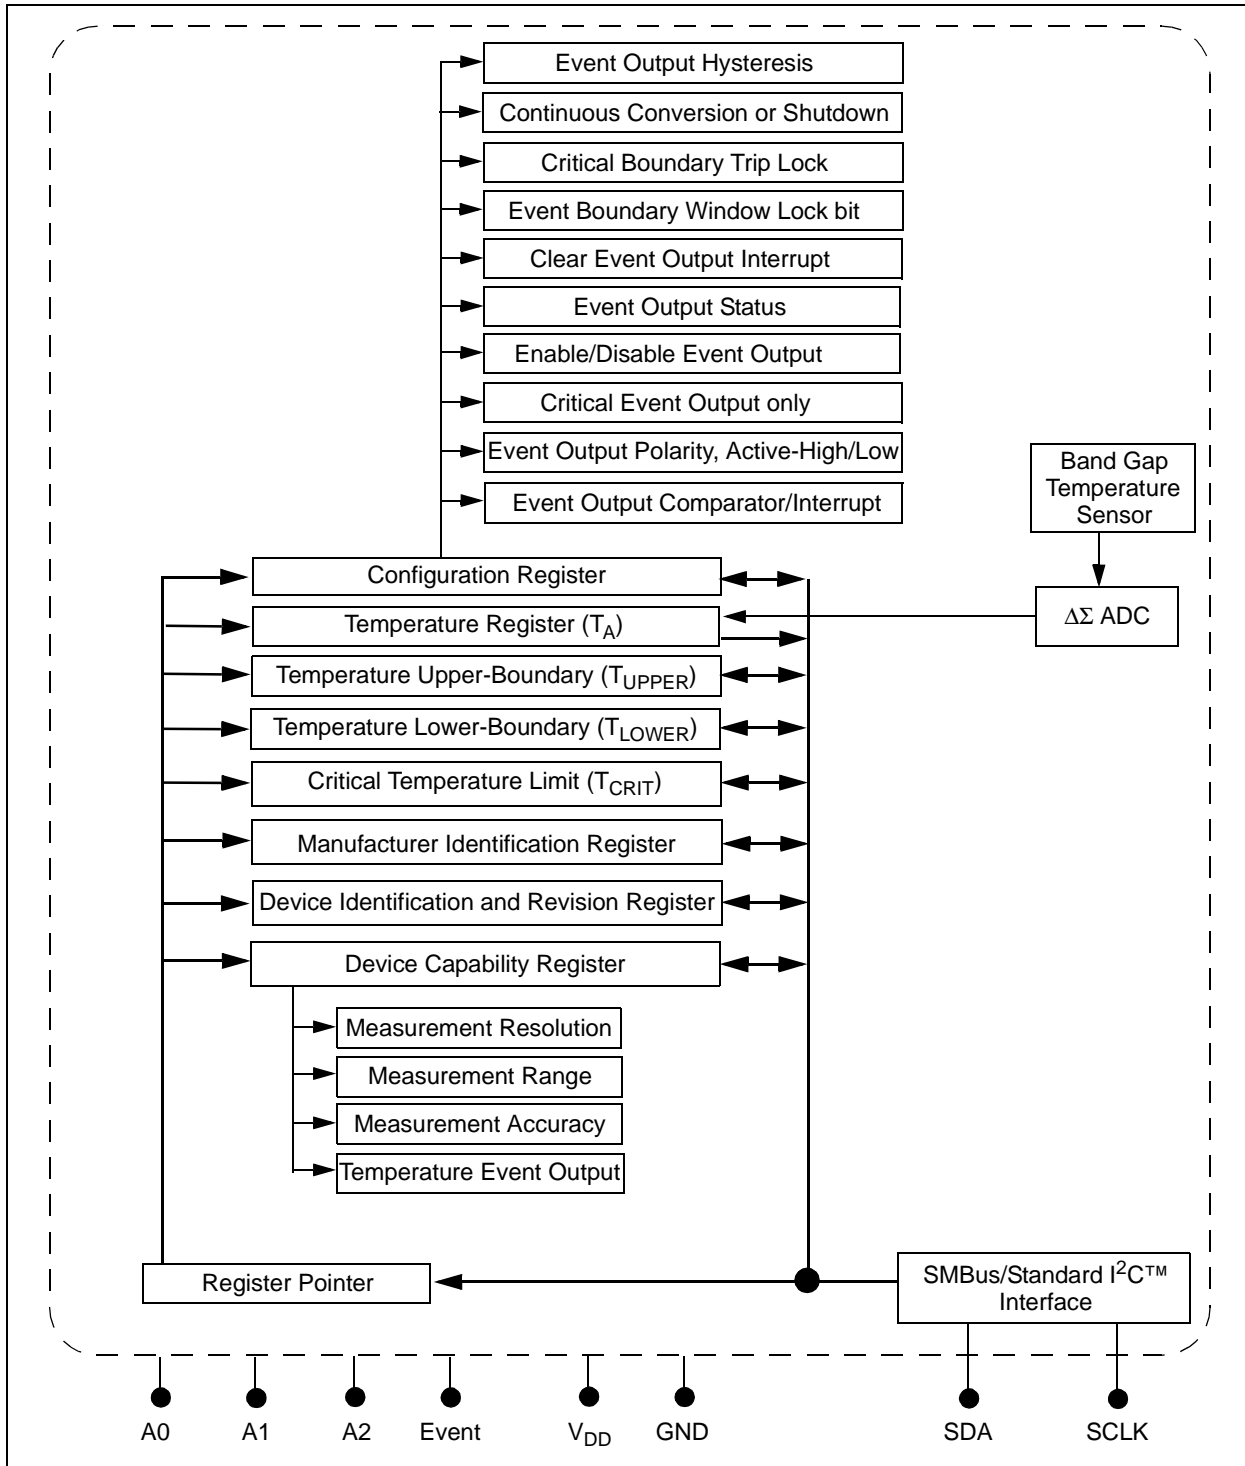 Event Output Hysteresis
Continuous Conversion or Shutdown
Critical Boundary Trip Lock
Event Boundary Window Lock bit
Clear Event Output Interrupt
Event Output Status
Enable/Disable Event Output
Critical Event Output only
Event Output Polarity, Active-High/Low
Event Output Comparator/Interrupt
Band Gap
Temperature
Sensor
Configuration Register
Temperature Register (TA)
ΔΣ ADC
Temperature Upper-Boundary (TUPPER)
Temperature Lower-Boundary (TLOWER)
Critical Temperature Limit (TCRIT)
Manufacturer Identification Register
Device Identification and Revision Register
Device Capability Register
Measurement Resolution
Measurement Range
Measurement Accuracy
Temperature Event Output
Register Pointer
SMBus/Standard I²C™
Interface
A0 A1 A2 Event VDD GND SDA SCLK